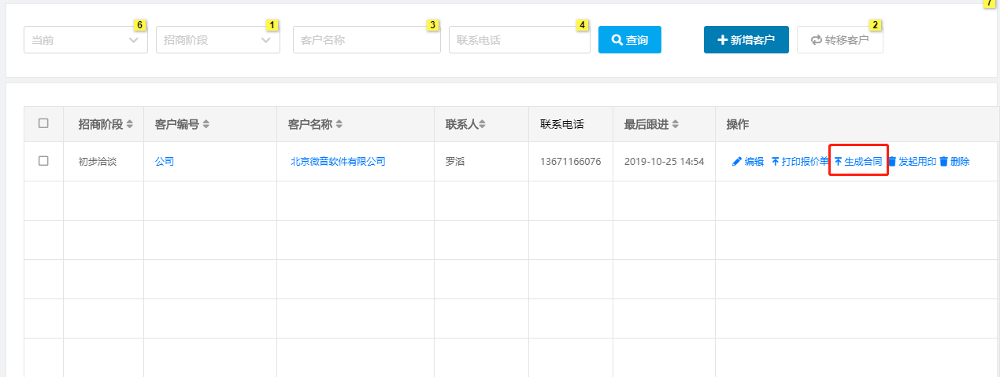 7
当前 6
招商阶段 1
客户名称 3
联系电话 4
查询
新增客户
转移客户 2
招商阶段 客户编号 客户名称 联系人 联系电话 最后跟进 操作
初步洽谈 公司 北京微音软件有限公司 罗滔 13671166076 2019-10-25 14:54 编辑 打印报价单 生成合同 发起用印 删除